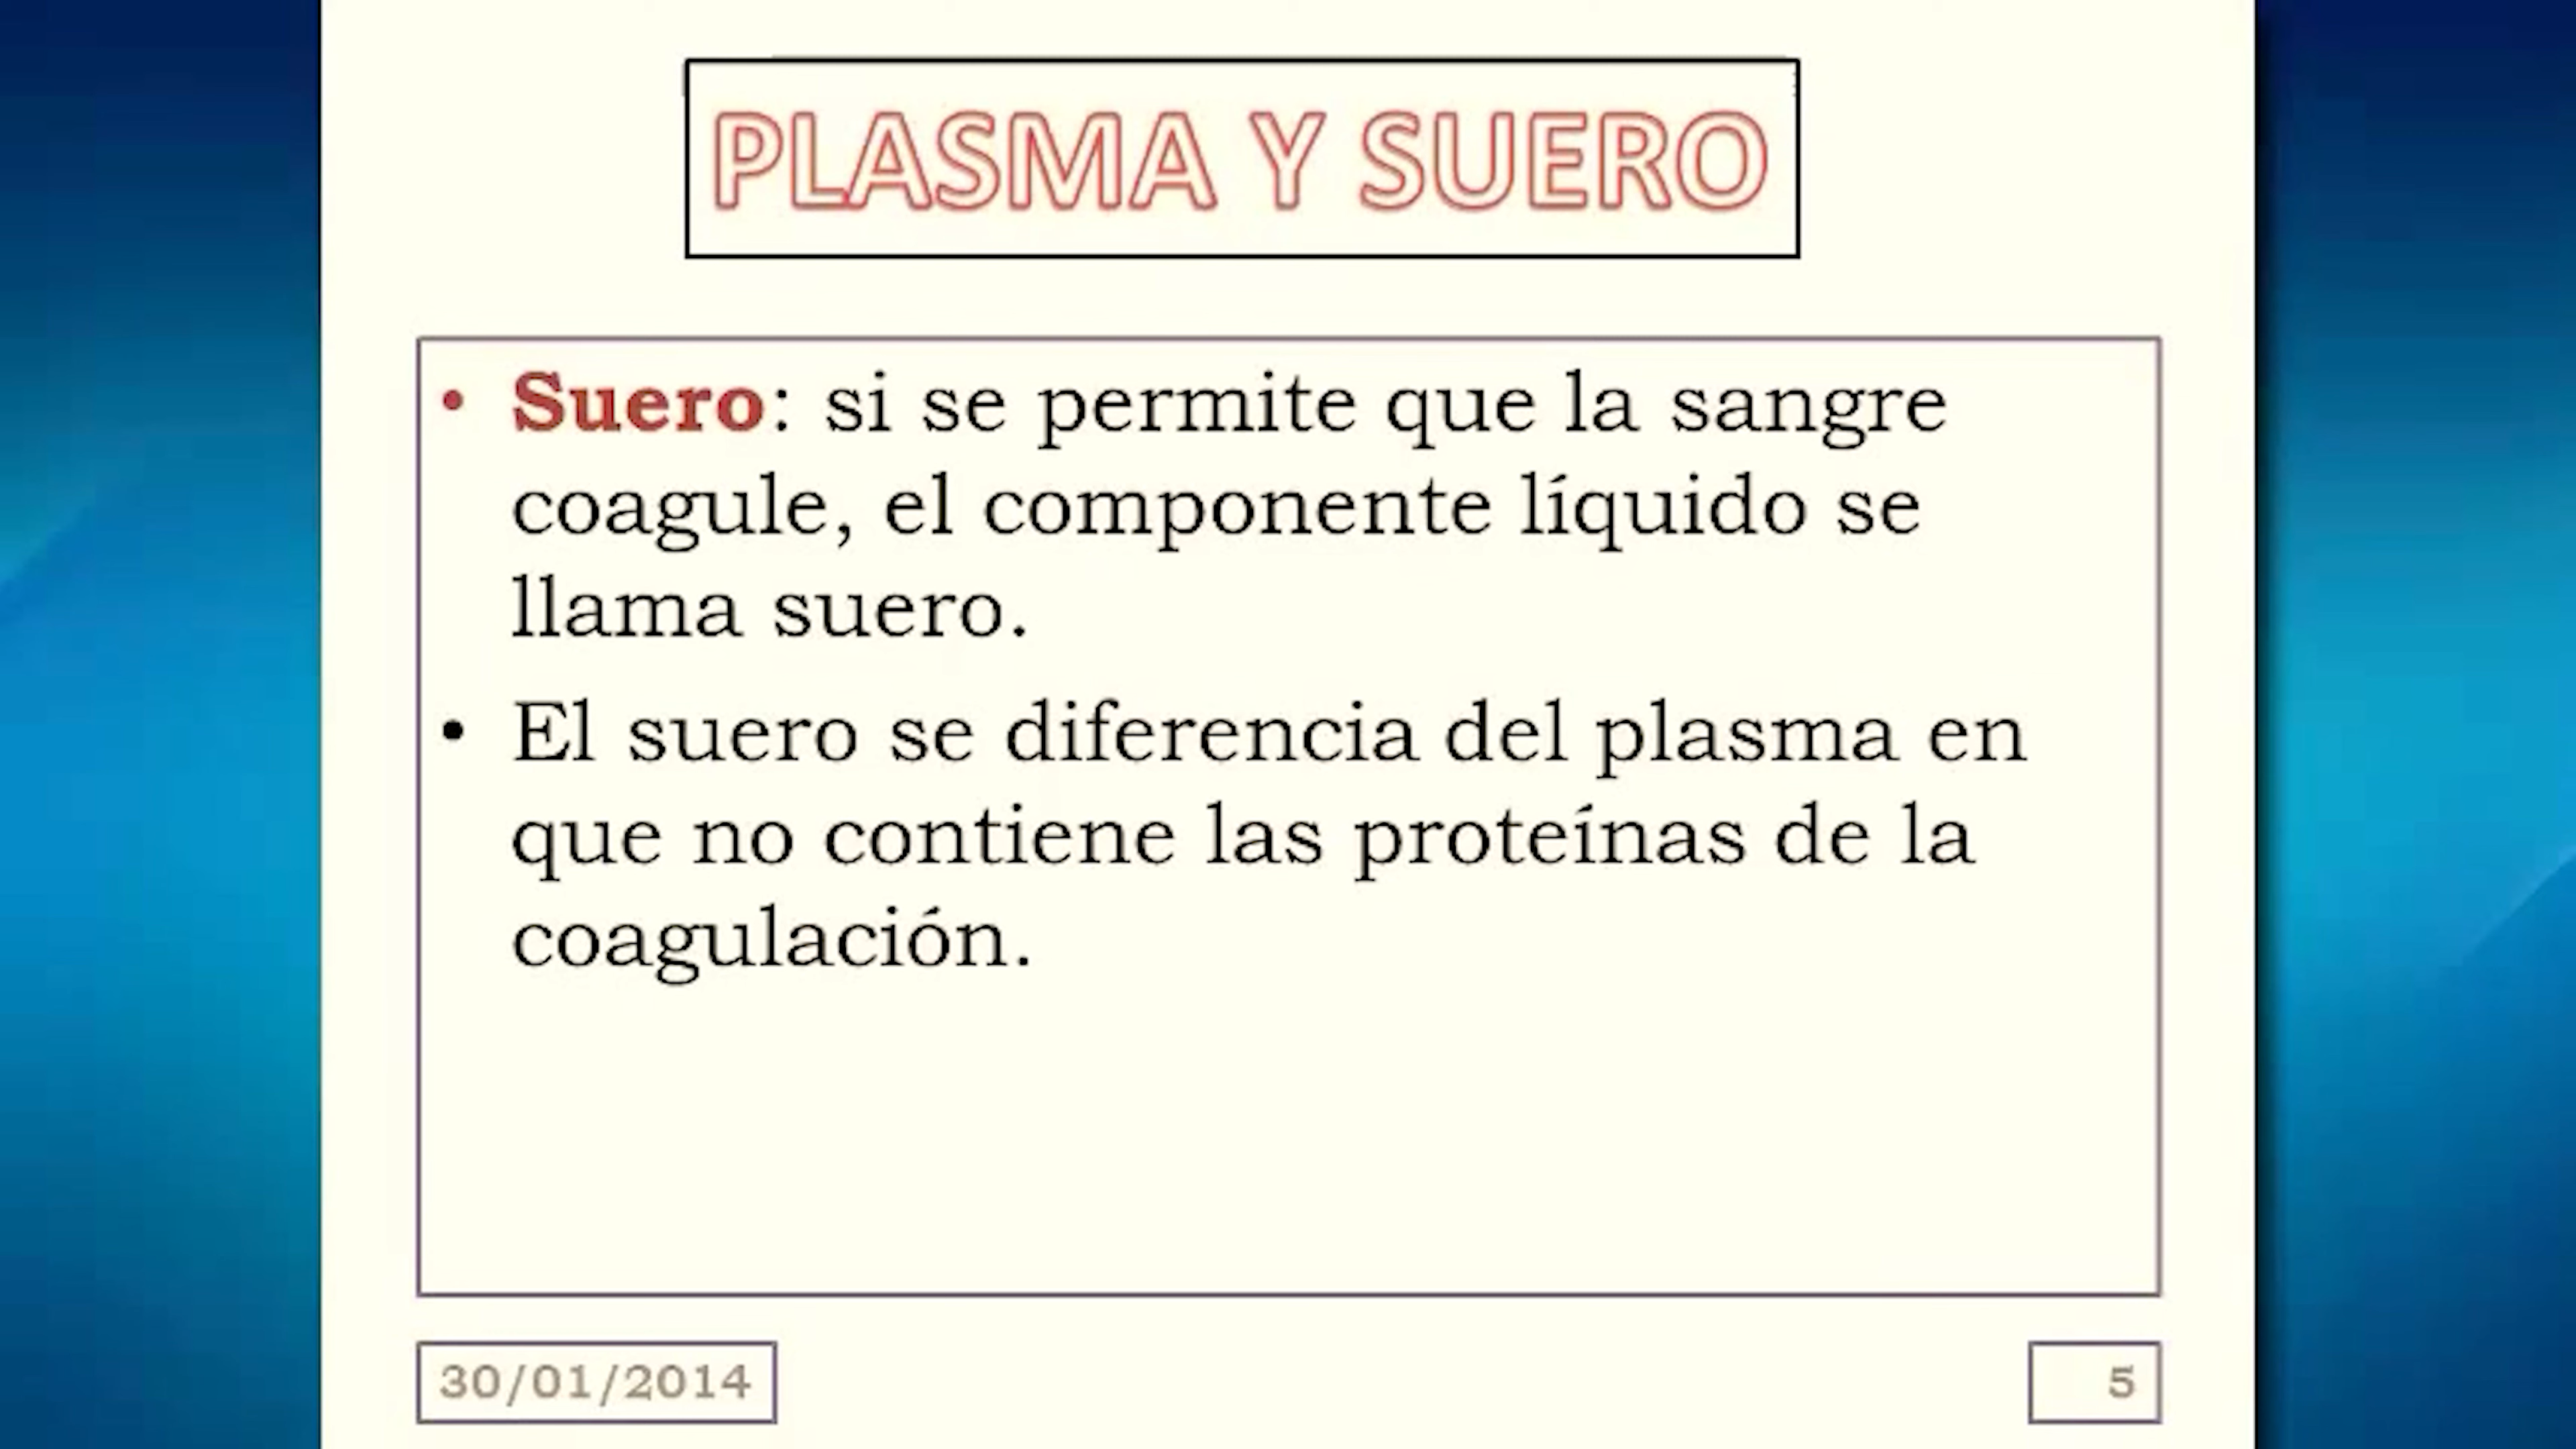 PLASMA Y SUERO
• Suero: si se permite que la sangre
coagule, el componente líquido se
llama suero.
• El suero se diferencia del plasma en
que no contiene las proteínas de la
coagulación.
30/01/2014
5